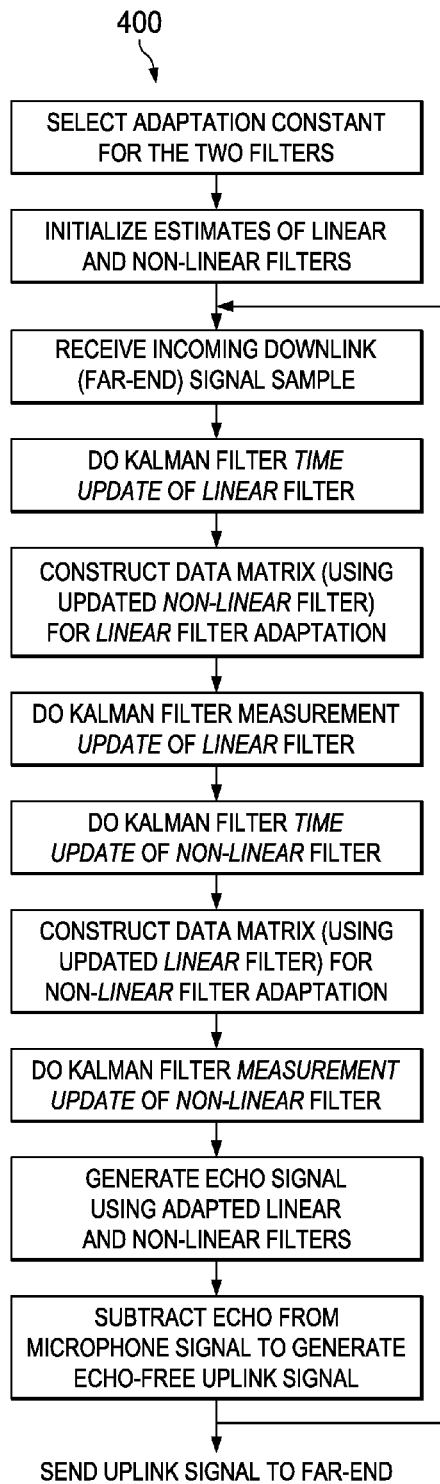 400
SELECT ADAPTATION CONSTANT
FOR THE TWO FILTERS
INITIALIZE ESTIMATES OF LINEAR
AND NON-LINEAR FILTERS
RECEIVE INCOMING DOWNLINK
(FAR-END) SIGNAL SAMPLE
DO KALMAN FILTER TIME
UPDATE OF LINEAR FILTER
CONSTRUCT DATA MATRIX (USING
UPDATED NON-LINEAR FILTER)
FOR LINEAR FILTER ADAPTATION
DO KALMAN FILTER MEASUREMENT
UPDATE OF LINEAR FILTER
DO KALMAN FILTER TIME
UPDATE OF NON-LINEAR FILTER
CONSTRUCT DATA MATRIX (USING
UPDATED LINEAR FILTER) FOR
NON-LINEAR FILTER ADAPTATION
DO KALMAN FILTER MEASUREMENT
UPDATE OF NON-LINEAR FILTER
GENERATE ECHO SIGNAL
USING ADAPTED LINEAR
AND NON-LINEAR FILTERS
SUBTRACT ECHO FROM
MICROPHONE SIGNAL TO GENERATE
ECHO-FREE UPLINK SIGNAL
SEND UPLINK SIGNAL TO FAR-END